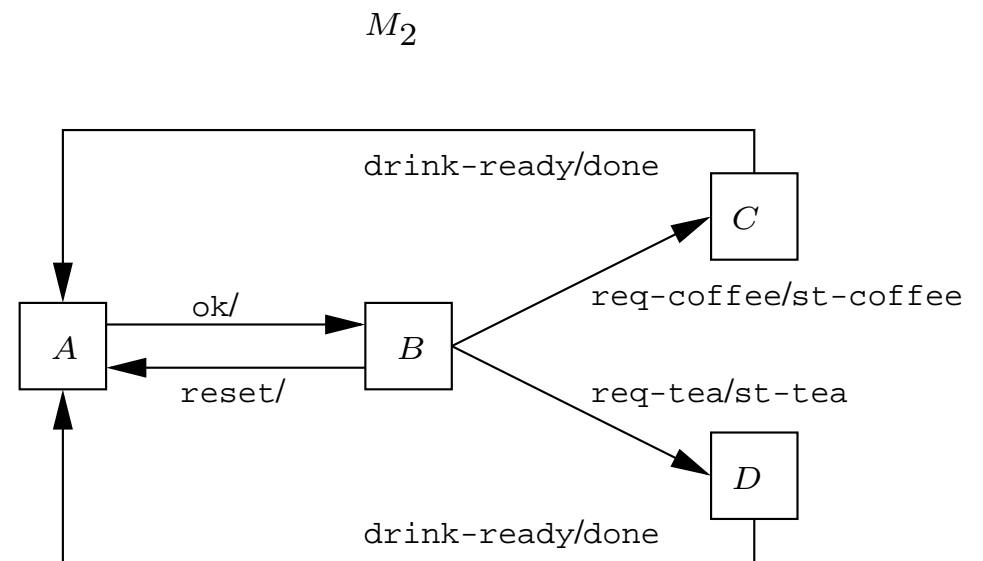 M2
drink-ready/done
C
req-coffee/st-coffee
ok/
A
B
reset/
req-tea/st-tea
D
drink-ready/done